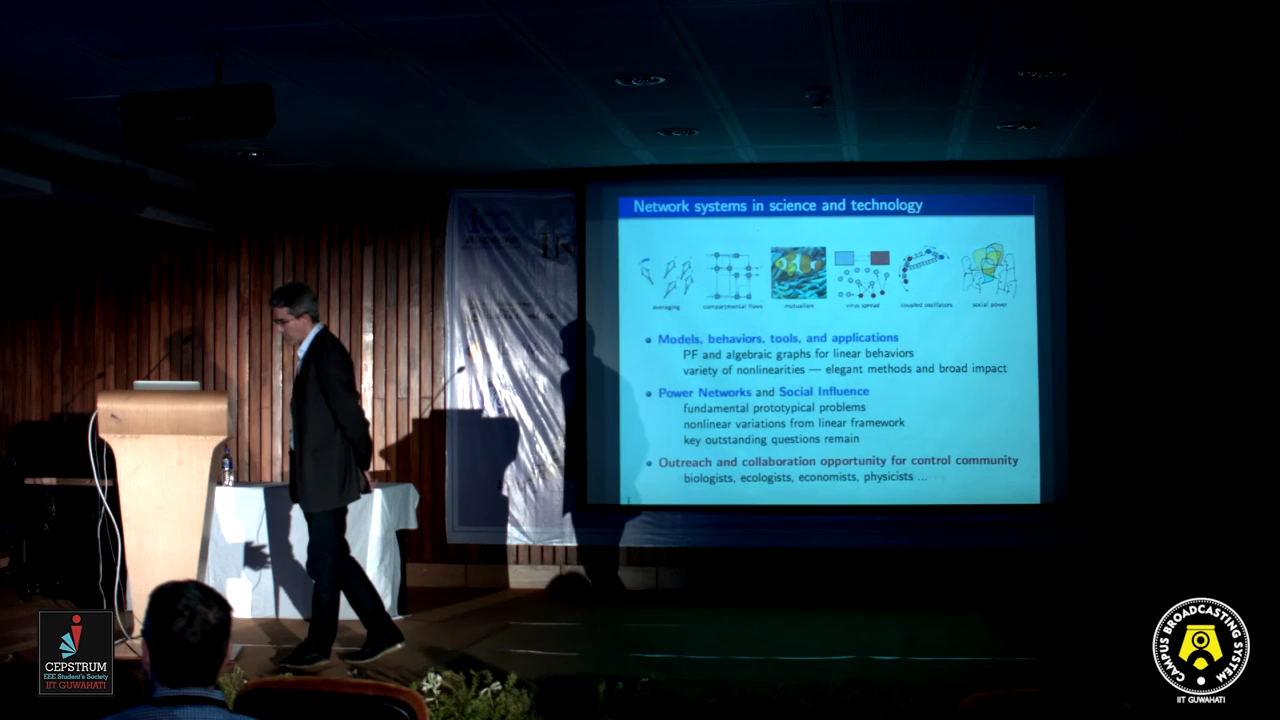 icc
Network systems in science and technology
averaging
compartmental flows
mutualism
virus spread
coupled oscillators
social power
Models, behaviors, tools, and applications
PF and algebraic graphs for linear behaviors
variety of nonlinearities — elegant methods and broad impact
Power Networks and Social Influence
fundamental prototypical problems
nonlinear variations from linear framework
key outstanding questions remain
Outreach and collaboration opportunity for control community
biologists, ecologists, economists, physicists ...
CEPSTRUM
EEE Student's Society
IIT GUWAHATI
CAMPUS BROADCASTING SYSTEM
IIT GUWAHATI